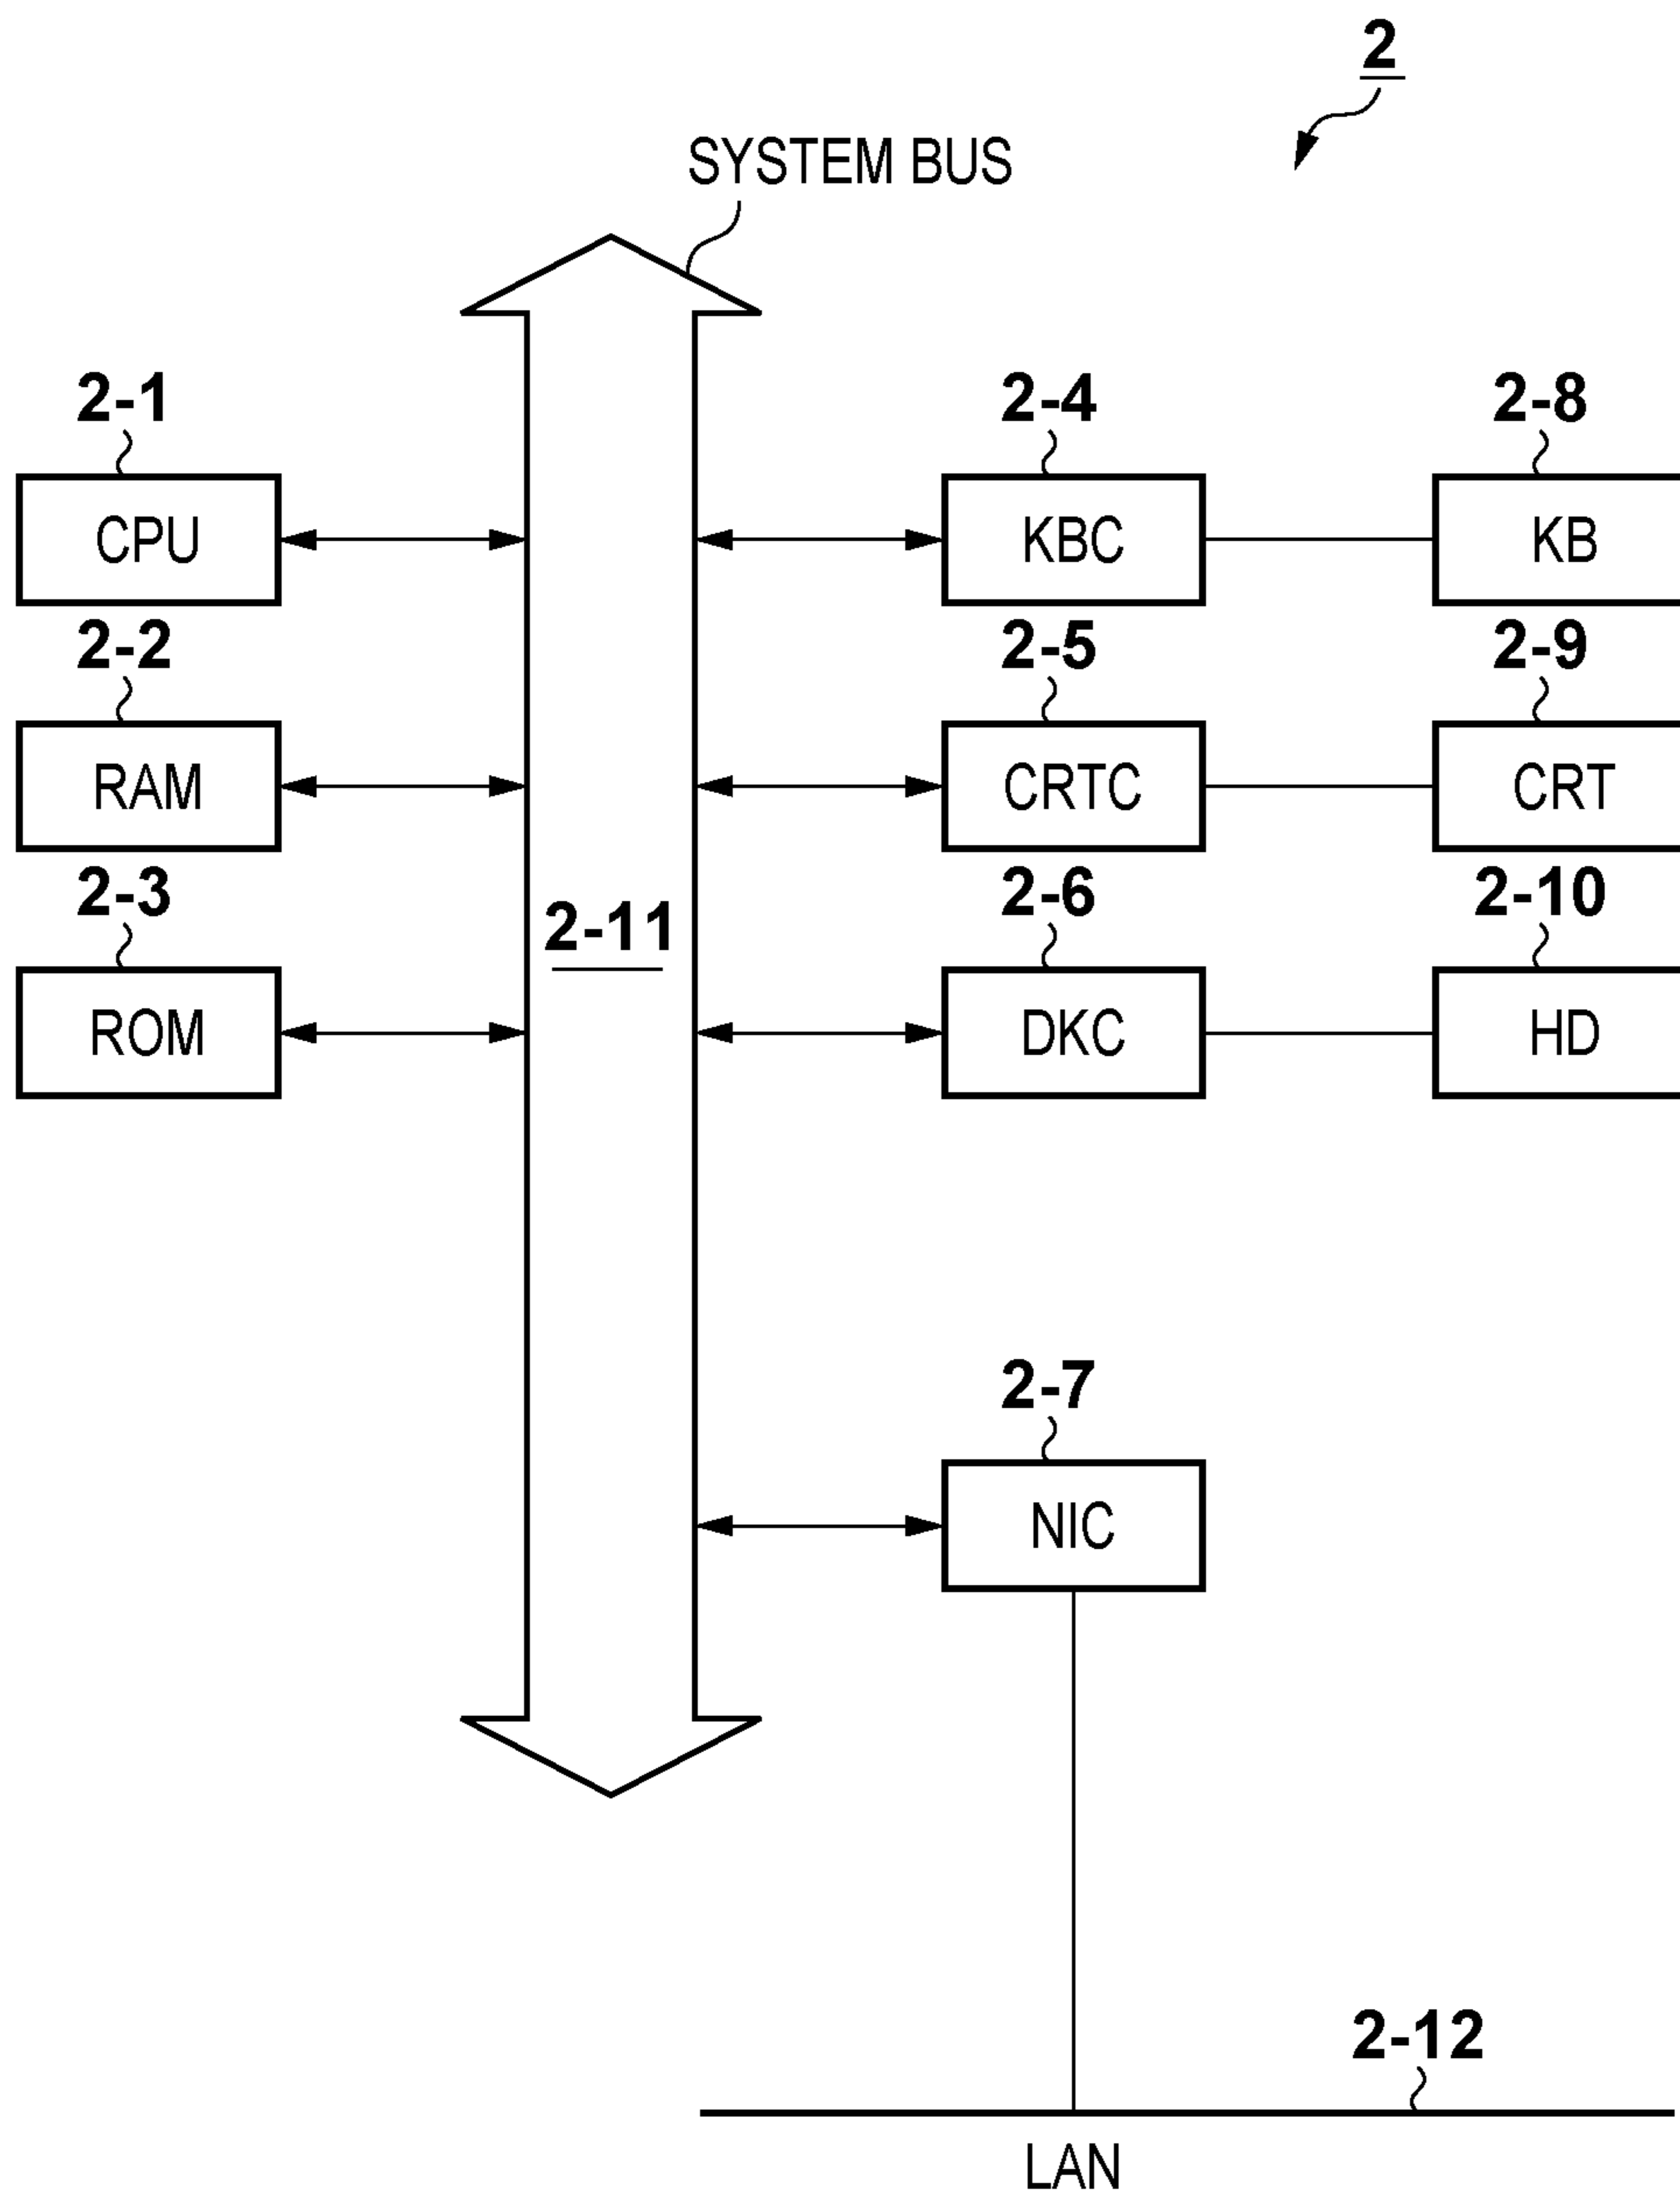 2
SYSTEM BUS
2-1
2-4
2-8
CPU
KBC
KB
2-2
2-5
2-9
RAM
CRTC
CRT
2-3
2-6
2-10
2-11
ROM
DKC
HD
2-7
NIC
2-12
LAN